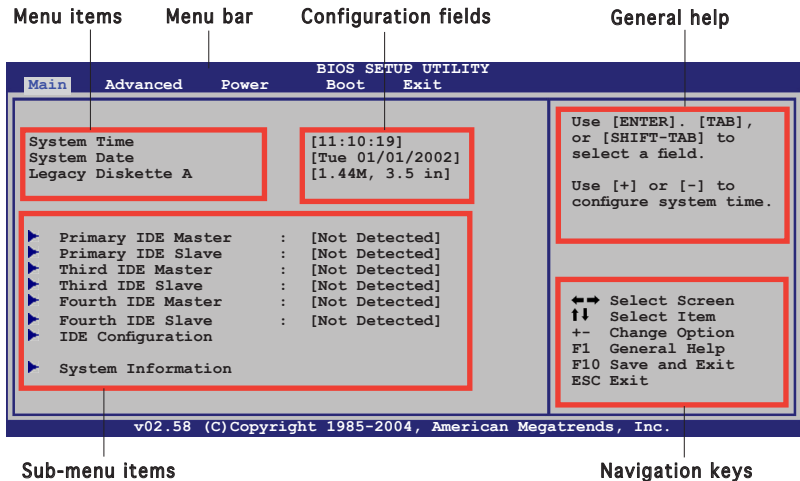 Menu items Menu bar Configuration fields General help
BIOS SETUP UTILITY
Main Advanced Power Boot Exit
System Time [11:10:19]
System Date [Tue 01/01/2002]
Legacy Diskette A [1.44M, 3.5 in]
Primary IDE Master : [Not Detected]
Primary IDE Slave : [Not Detected]
Third IDE Master : [Not Detected]
Third IDE Slave : [Not Detected]
Fourth IDE Master : [Not Detected]
Fourth IDE Slave : [Not Detected]
IDE Configuration
System Information
Use [ENTER]. [TAB],
or [SHIFT-TAB] to
select a field.
Use [+] or [-] to
configure system time.
←→ Select Screen
↑↓ Select Item
+- Change Option
F1 General Help
F10 Save and Exit
ESC Exit
v02.58 (C)Copyright 1985-2004, American Megatrends, Inc.
Sub-menu items Navigation keys